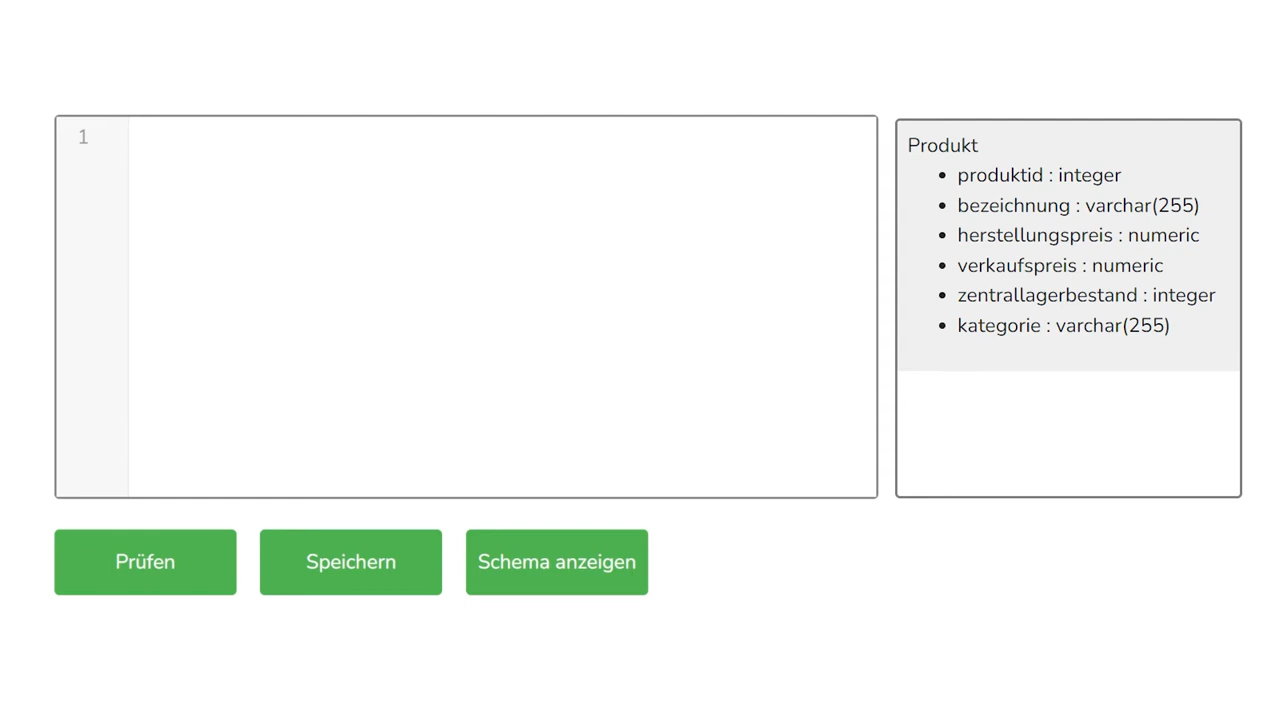 1
Produkt
• produktid : integer
• bezeichnung : varchar(255)
• herstellungspreis : numeric
• verkaufspreis : numeric
• zentrallagerbestand : integer
• kategorie : varchar(255)
Prüfen
Speichern
Schema anzeigen